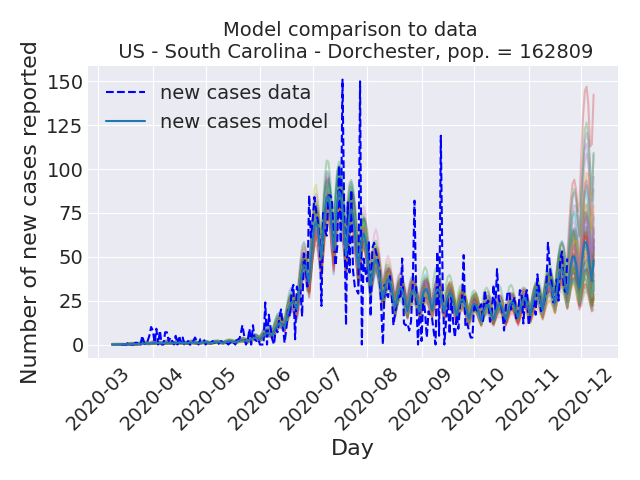 Model comparison to data
US - South Carolina - Dorchester, pop. = 162809
Number of new cases reported
150
125
100
75
50
25
0
new cases data
new cases model
2020-03
2020-04
2020-05
2020-06
2020-07
2020-08
2020-09
2020-10
2020-11
2020-12
Day